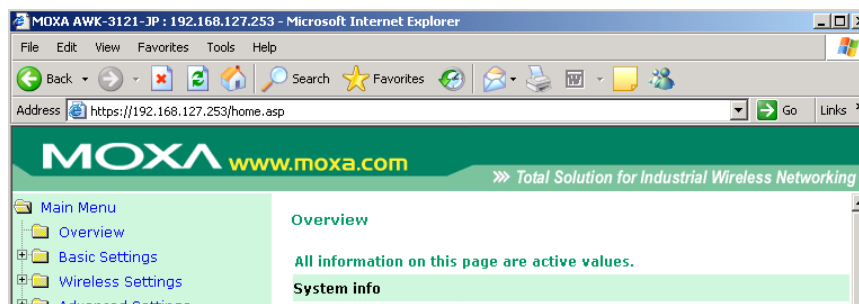 MOXA AWK-3121-JP : 192.168.127.253 - Microsoft Internet Explorer
File Edit View Favorites Tools Help
Back Search Favorites
Address https://192.168.127.253/home.asp Go Links
MOXA www.moxa.com
Total Solution for Industrial Wireless Networking
Main Menu
Overview
Basic Settings
Wireless Settings
Advanced Settings
Overview
All information on this page are active values.
System info